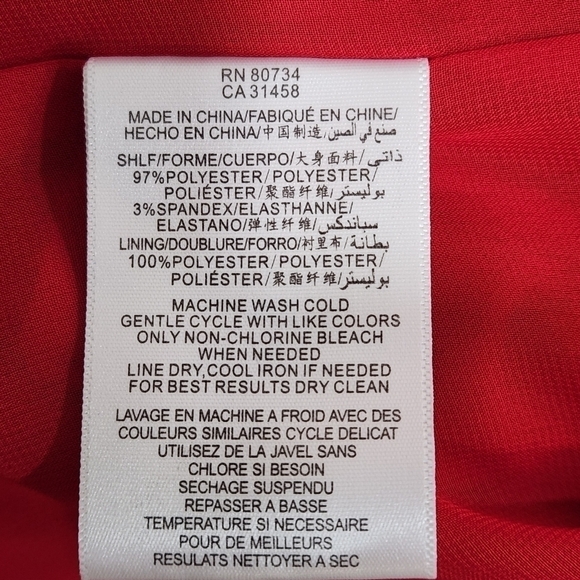 RN 80734
CA 31458
MADE IN CHINA/FABIQUÉ EN CHINE/
HECHO EN CHINA/中国制造/صنع في الصين
SHLF/FORME/CUERPO/大身面料/ذاتى/
97%POLYESTER/POLYESTER/
POLIÉSTER/聚酯纤维/بوليستر
3%SPANDEX/ELASTHANNE/
ELASTANO/弹性纤维/سباندكس
LINING/DOUBLURE/FORRO/衬里布/بطانة
100%POLYESTER/POLYESTER/
POLIÉSTER/聚酯纤维/بوليستر
MACHINE WASH COLD
GENTLE CYCLE WITH LIKE COLORS
ONLY NON-CHLORINE BLEACH
WHEN NEEDED
LINE DRY,COOL IRON IF NEEDED
FOR BEST RESULTS DRY CLEAN
LAVAGE EN MACHINE A FROID AVEC DES
COULEURS SIMILAIRES CYCLE DELICAT
UTILISEZ DE LA JAVEL SANS
CHLORE SI BESOIN
SECHAGE SUSPENDU
REPASSER A BASSE
TEMPERATURE SI NECESSAIRE
POUR DE MEILLEURS
RESULATS NETTOYER A SEC